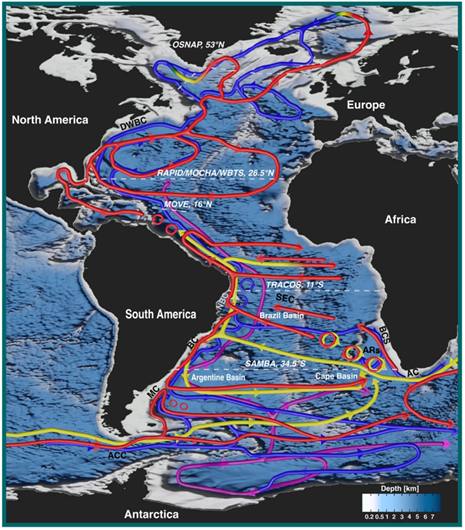 OSNAP, 53°N
North America
Europe
DWBC
RAPID/MOCHA/WBTS, 26.5°N
MOVE, 16°N
Africa
TRACOS, 11°S
NBC
SEC
South America
Brazil Basin
BC
BCS
ARs
SAMBA, 34.5°S
AC
Argentine Basin
Cape Basin
MC
ACC
Depth [km]
0.2 0.5 1 2 3 4 5 6 7
Antarctica